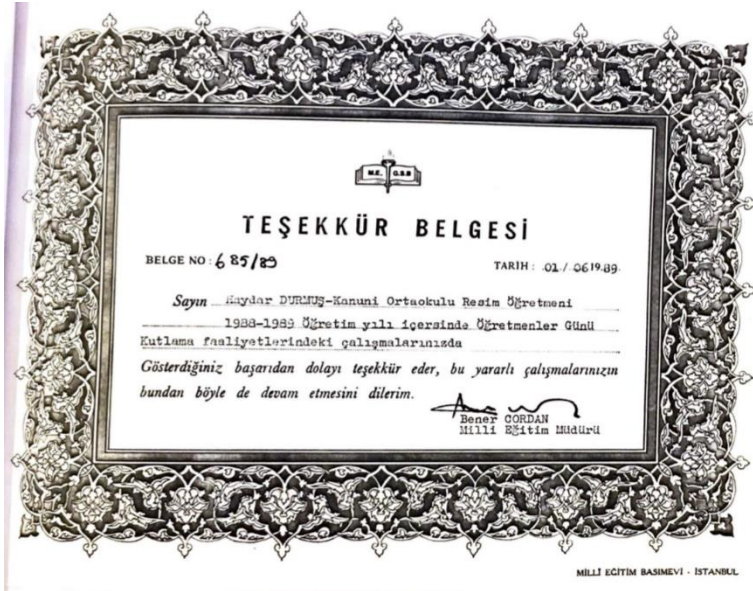 M.E. G.S.B
TEŞEKKÜR BELGESİ
BELGE NO : 685/89 TARİH : 01 / 06 19.89.
Sayın Haydar DURMUŞ-Kanuni Ortaokulu Resim Öğretmeni
1988-1989 Öğretim yılı içersinde Öğretmenler Günü
Kutlama faaliyetlerindeki çalışmalarınızda
Gösterdiğiniz başarıdan dolayı teşekkür eder, bu yararlı çalışmalarınızın
bundan böyle de devam etmesini dilerim.
Bener CORDAN
Milli Eğitim Müdürü
MİLLİ EĞİTİM BASIMEVİ - İSTANBUL